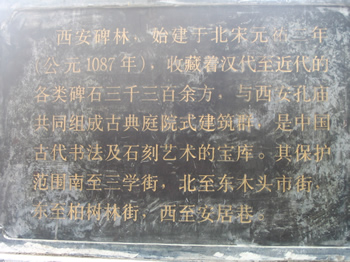 西安碑林，始建于北宋元祐二年
(公元1087年)，收藏着汉代至近代的
各类碑石三千三百余方，与西安孔庙
共同组成古典庭院式建筑群，是中国
古代书法及石刻艺术的宝库。其保护
范围南至三学街，北至东木头市街，
东至柏树林街，西至安居巷。